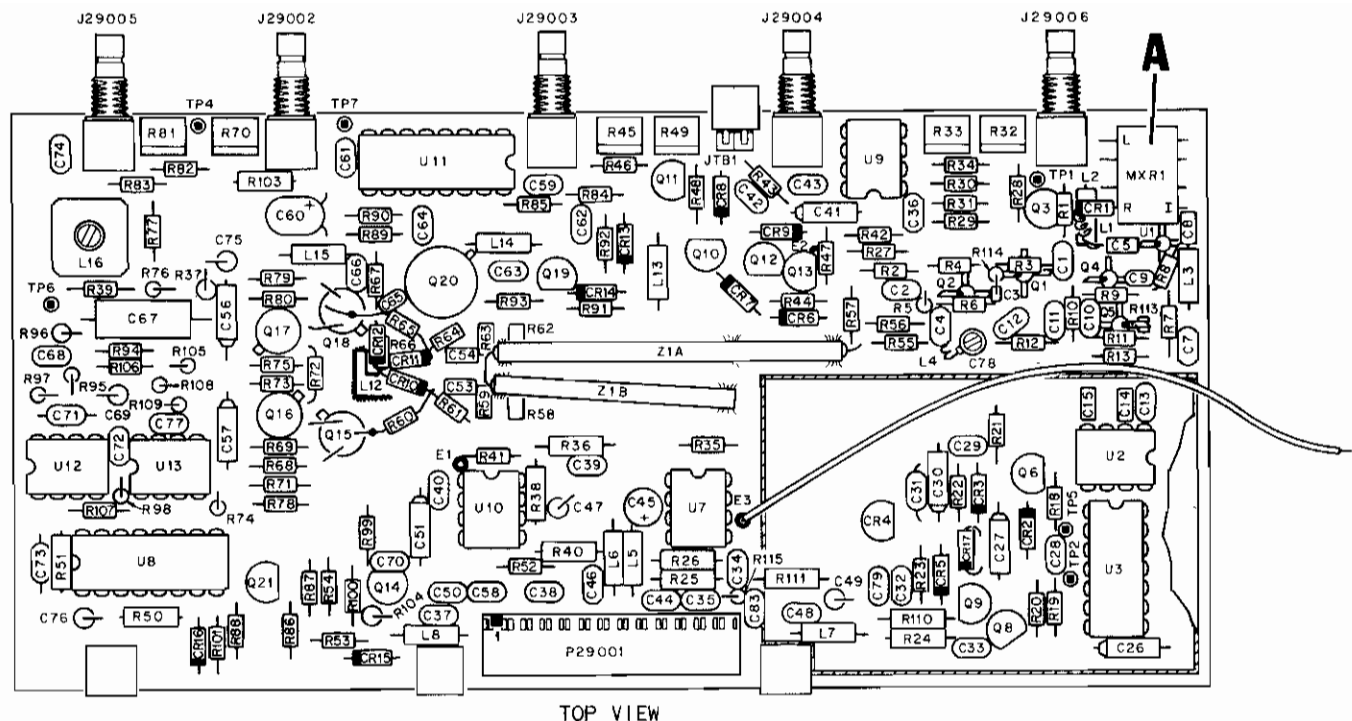 J29005 J29002 J29003 J29004 J29006
A
TP4 TP7
R81 R70 R45 R49 R33 R32
C74 C61 U11 JTB1 U9 L MXR1
R82 R46 R34
R83 R103 C59 Q11 R48 CR8 R43 C43 R30 R28 TP1 L2
R84 C42 R31 Q3 R1 CR1 R I
C60 + R90 C64 R85 C62 C41 C36 R29 L1 U1 C8
R77 R89 R92 CR13 CR9 R42 C5
L16 C75 L15 C66 R67 L14 L13 Q10 Q12 R47 R27 R114 R3 C1 Q4 R8 L3
R76 R37 R79 Q20 C63 Q19 Q13 R2 R4 C9
TP6 R39 R80 C65 R93 CR14 CR7 R44 C2 Q2 R6 C3 Q1 R9
C67 C56 R91 CR6 R57 R5 C4 C12 C11 R10 C10 Q5 R113 R7
R96 Q17 Q18 R65 R64 R63 R62 R56 R11
C68 R94 R105 R75 R72 CR12 R66 CR11 C54 Z1A R55 L4 C78 R12 R13 C7
R106
R97 R95 R108 R73 L12 CR10 C53 R59 Z1B
C71 C69 R109 C77 Q16 Q15 R60 R61 R58 C15 C14 C13
C72 C57 R69 R36 R35 R21 C29
U12 U13 R68 E1 R41 C39 U2
R71 C40 R38 C47 C45 + U7 E3 C31 C30 R22 CR3 Q6 R18 TP5
R107 R98 R74 R78 U10 CR4
R99 C51 CR17 C27 CR2 TP2
C73 R51 U8 C70 R40 L6 L5 R26 C34 R115 C28 U3
Q21 R87 R54 R100 Q14 R52 C46 R25 R111 C49 C79 C32 R23 CR5 Q9
C50 C58 C38 C44 C35 C83 R20 R19
C76 R50 R88 R86 R104 C37 C48 R110 Q8
CR16 R101 R53 L8 1 P29001 L7 R24 C33 C26
CR15
TOP VIEW